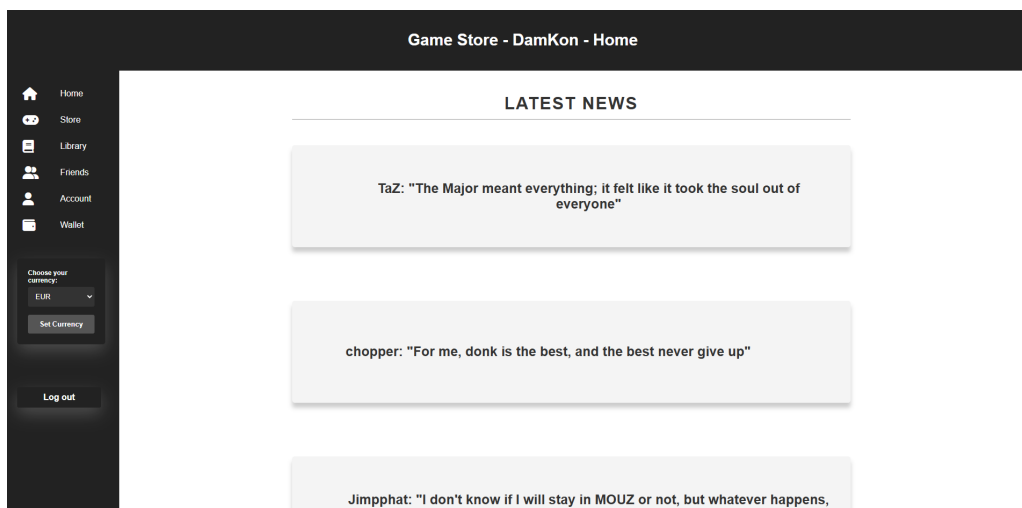 Game Store - DamKon - Home
Home
Store
Library
Friends
Account
Wallet
Choose your
currency:
EUR
Set Currency
Log out
LATEST NEWS
TaZ: "The Major meant everything; it felt like it took the soul out of
everyone"
chopper: "For me, donk is the best, and the best never give up"
Jimpphat: "I don't know if I will stay in MOUZ or not, but whatever happens,